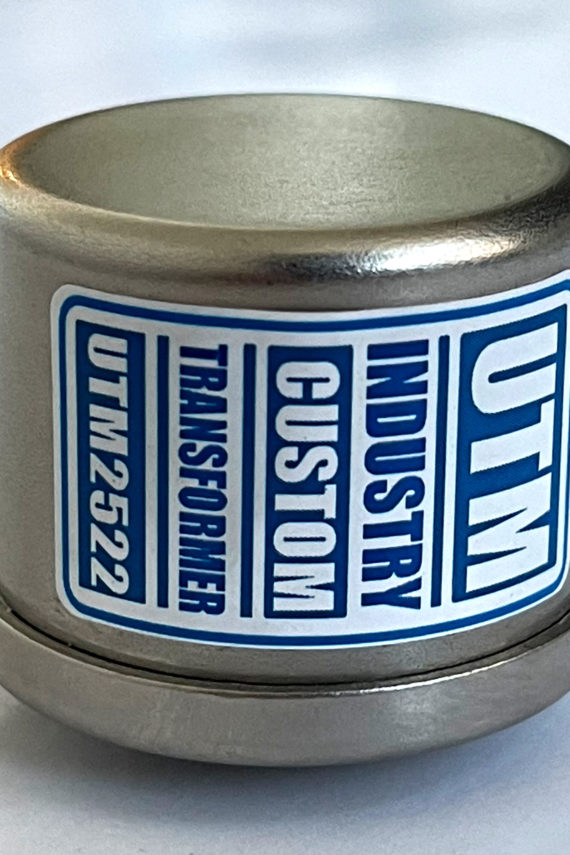 UTM
INDUSTRY
CUSTOM
TRANSFORMER
UTM2522